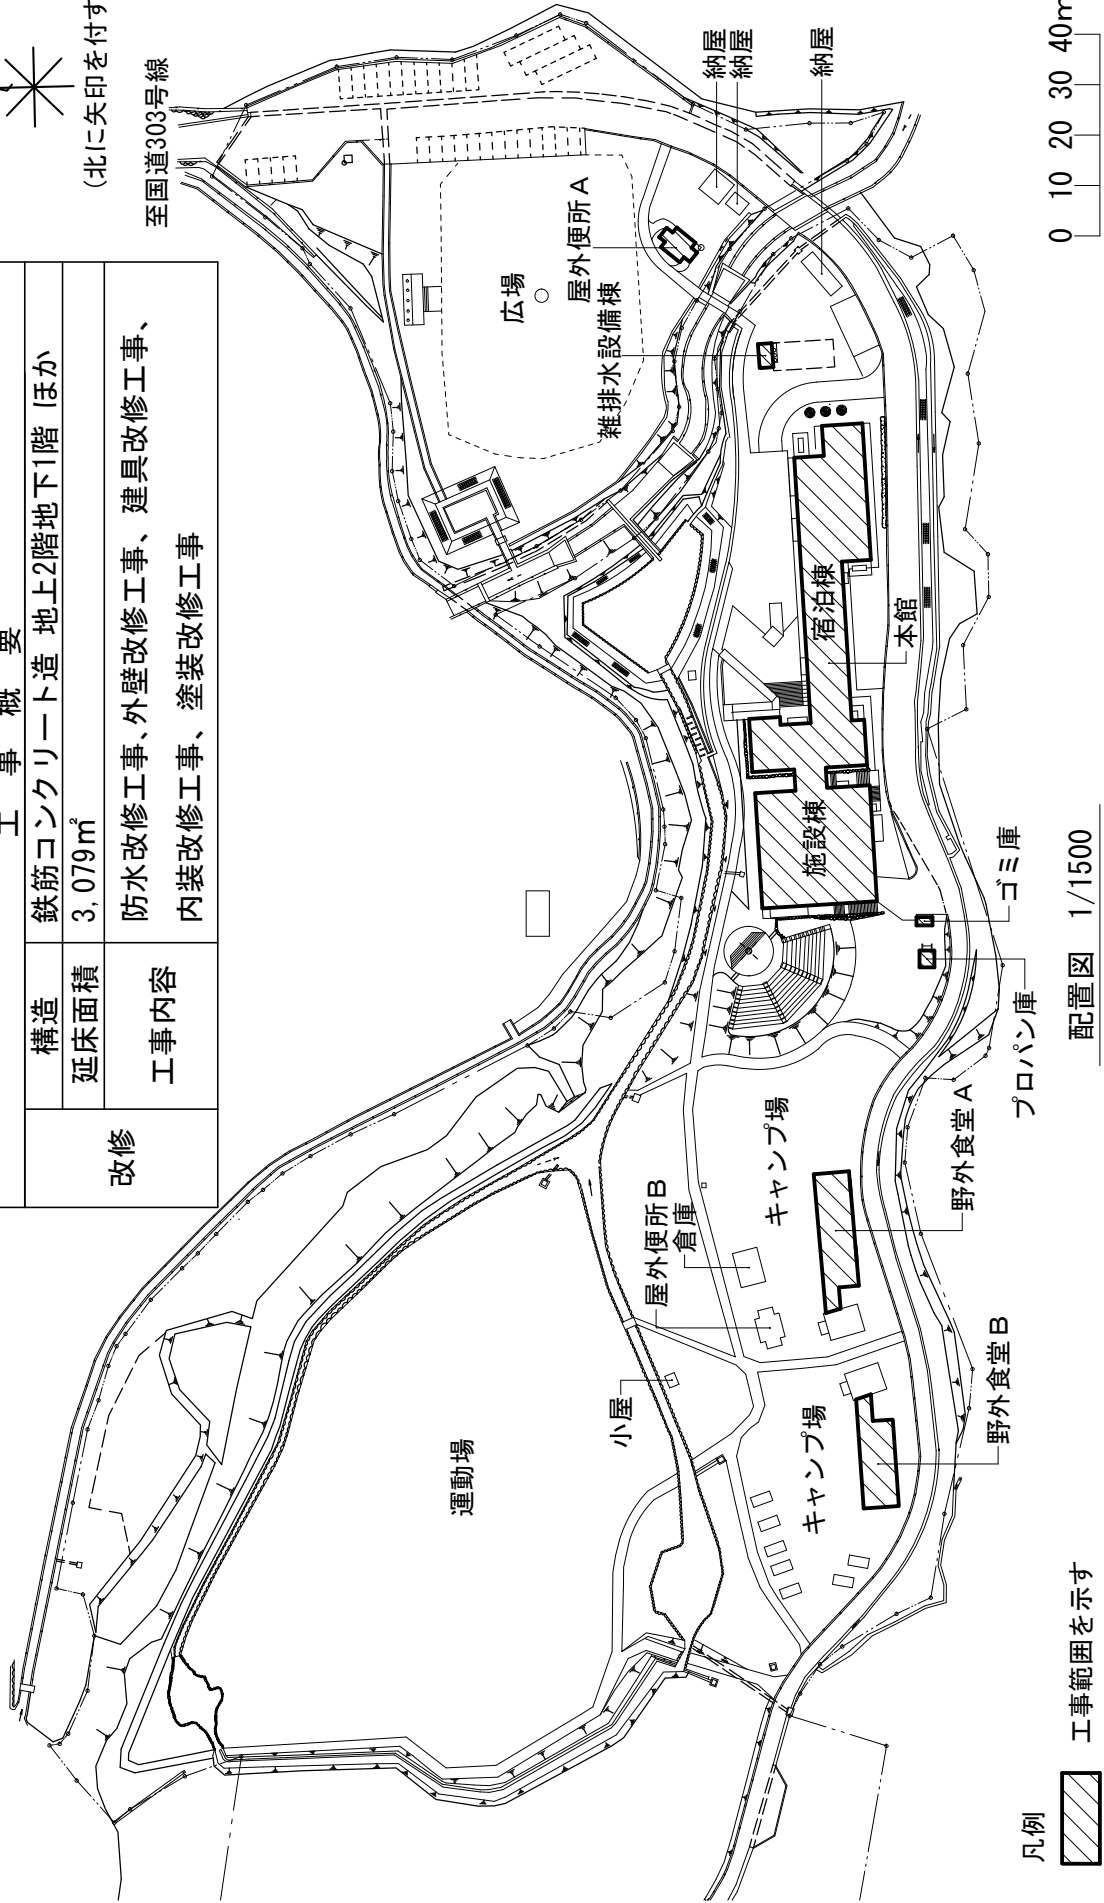 工事概要
改修
構造 鉄筋コンクリート造 地上2階地下1階 ほか
延床面積 3,079㎡
工事内容 防水改修工事、外壁改修工事、建具改修工事、
内装改修工事、塗装改修工事
(北に矢印を付す
至国道303号線
広場
屋外便所A
雑排水設備棟
納屋
納屋
納屋
宿泊棟
本館
施設棟
運動場
小屋
屋外便所B
倉庫
キャンプ場
キャンプ場
野外食堂A
野外食堂B
プロパン庫
ゴミ庫
凡例 工事範囲を示す
配置図 1/1500
0 10 20 30 40m